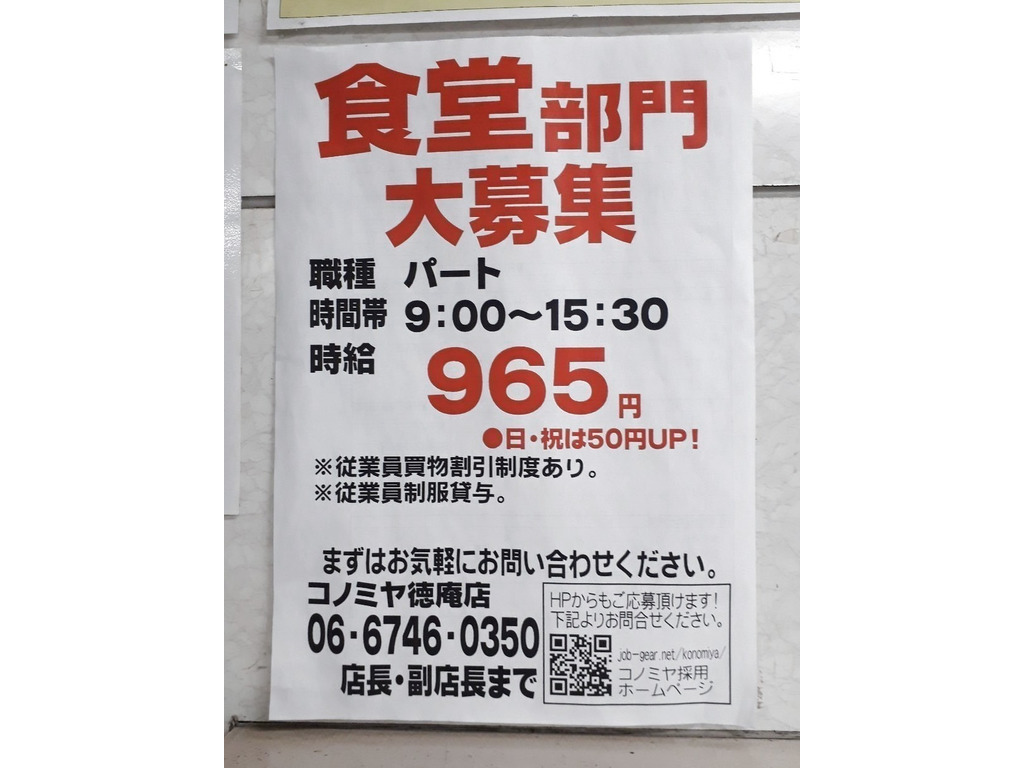 食堂部門
大募集
職種 パート
時間帯 9:00～15:30
時給 965円
●日・祝は50円UP！
※従業員買物割引制度あり。
※従業員制服貸与。
まずはお気軽にお問い合わせください。
コノミヤ徳庵店
06-6746-0350
店長・副店長まで
HPからもご応募頂けます！
下記よりお問合せください。
job-gear.net/konomiya/
コノミヤ採用
ホームページ